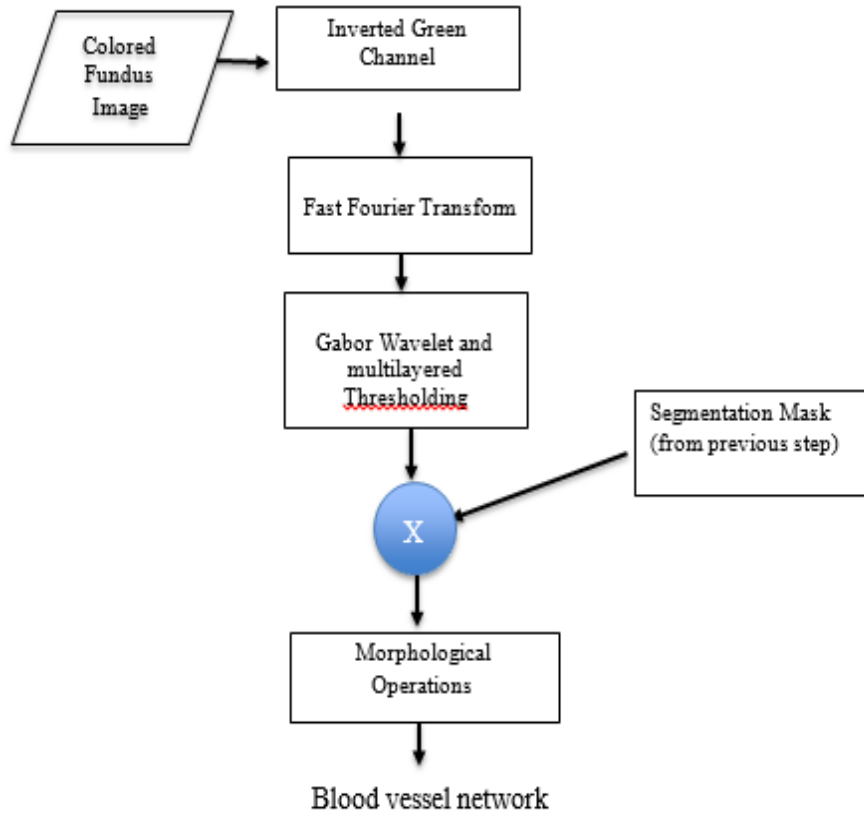 Colored
Fundus
Image
Inverted Green
Channel
Fast Fourier Transform
Gabor Wavelet and
multilayered
Thresholding
Segmentation Mask
(from previous step)
X
Morphological
Operations
Blood vessel network